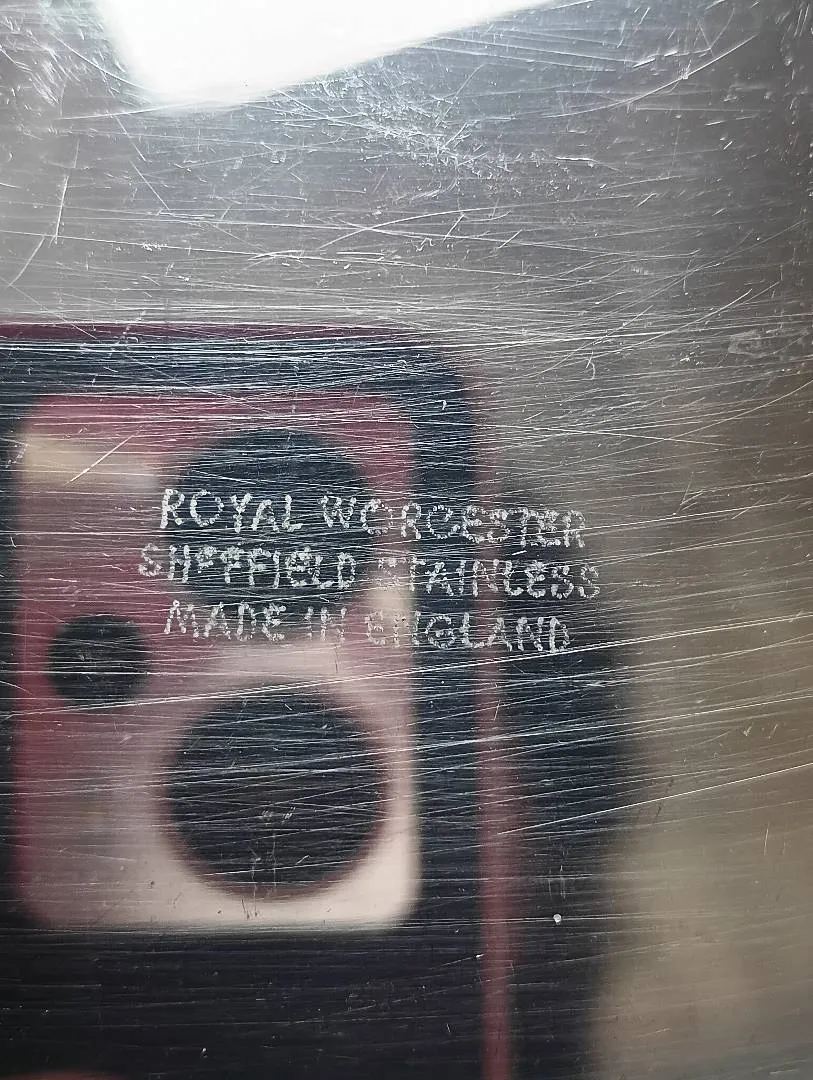 ROYAL WORCESTER
SHEFFIELD STAINLESS
MADE IN ENGLAND